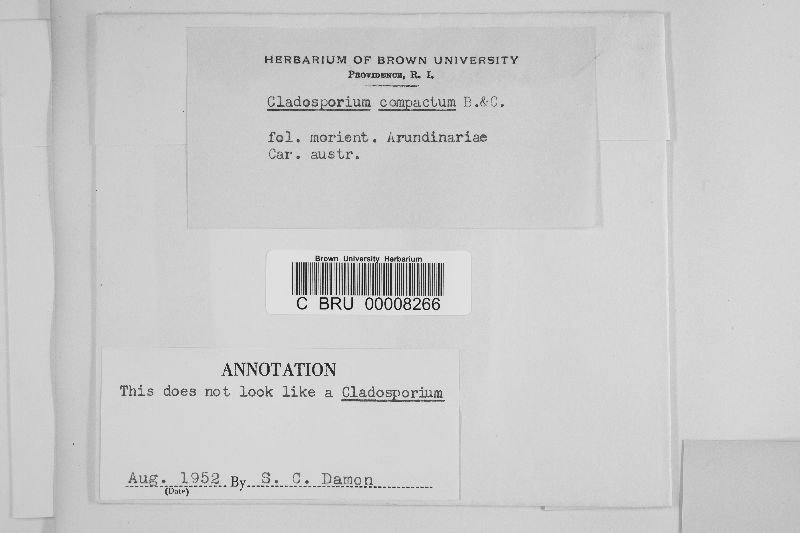 HERBARIUM OF BROWN UNIVERSITY
PROVIDENCE, R. I.
Cladosporium compactum B.&C.
fol. morient. Arundinariae
Car. austr.
Brown University Herbarium
C BRU 00008266
ANNOTATION
This does not look like a Cladosporium
Aug. 1952 By S. C. Damon
(Date)